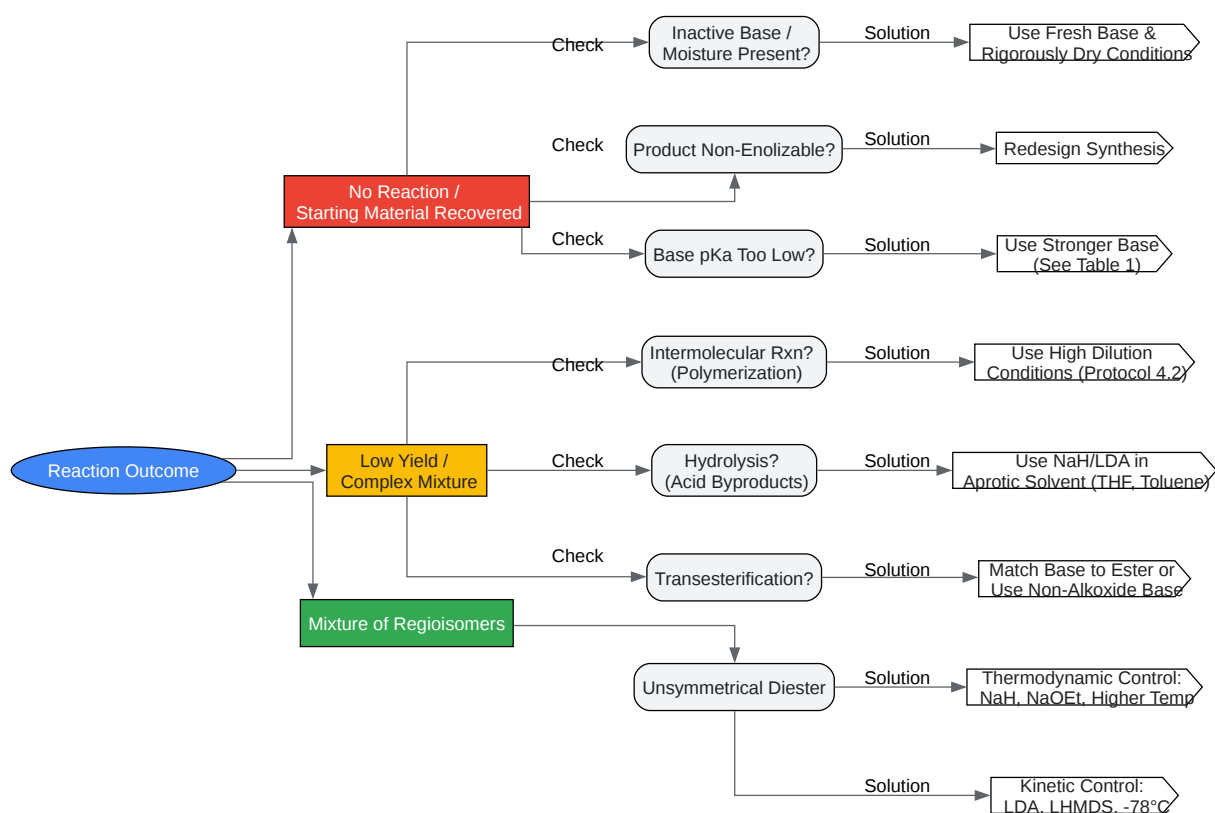 Check
Inactive Base /
Moisture Present?
Solution
Use Fresh Base &
Rigorously Dry Conditions
Check
Product Non-Enolizable?
Solution
Redesign Synthesis
No Reaction /
Starting Material Recovered
Check
Base pKa Too Low?
Solution
Use Stronger Base
(See Table 1)
Check
Intermolecular Rxn?
(Polymerization)
Solution
Use High Dilution
Conditions (Protocol 4.2)
Reaction Outcome
Low Yield /
Complex Mixture
Check
Hydrolysis?
(Acid Byproducts)
Solution
Use NaH/LDA in
Aprotic Solvent (THF, Toluene)
Check
Transesterification?
Solution
Match Base to Ester or
Use Non-Alkoxide Base
Mixture of Regioisomers
Unsymmetrical Diester
Solution
Thermodynamic Control:
NaH, NaOEt, Higher Temp
Solution
Kinetic Control:
LDA, LHMDS, -78°C